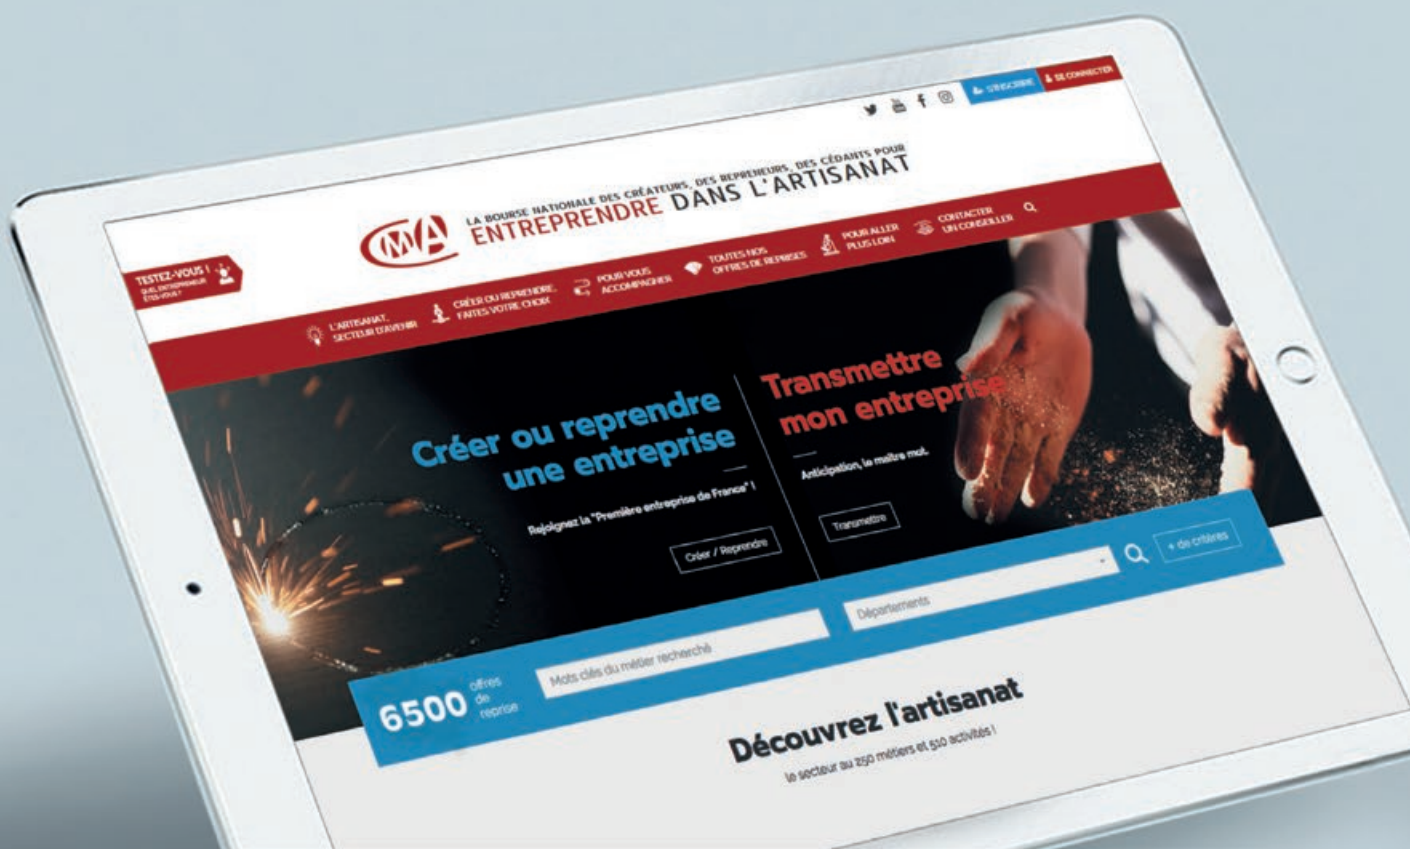 S'INSCRIRE
SE CONNECTER
CMA
LA BOURSE NATIONALE DES CRÉATEURS, DES REPRENEURS, DES CÉDANTS POUR
ENTREPRENDRE DANS L'ARTISANAT
TESTEZ-VOUS !
QUEL ENTREPRENEUR
ÊTES-VOUS ?
L'ARTISANAT,
SECTEUR D'AVENIR
CRÉER OU REPRENDRE,
FAITES VOTRE CHOIX
POUR VOUS
ACCOMPAGNER
TOUTES NOS
OFFRES DE REPRISES
POUR ALLER
PLUS LOIN
CONTACTER
UN CONSEILLER
Créer ou reprendre
une entreprise
Rejoignez la "Première entreprise de France" !
Créer / Reprendre
Transmettre
mon entreprise
Anticipation, le maître mot.
Transmettre
6500
offres
de
reprise
Mots clés du métier recherché
Départements
+ de critères
Découvrez l'artisanat
le secteur au 250 métiers et 510 activités !